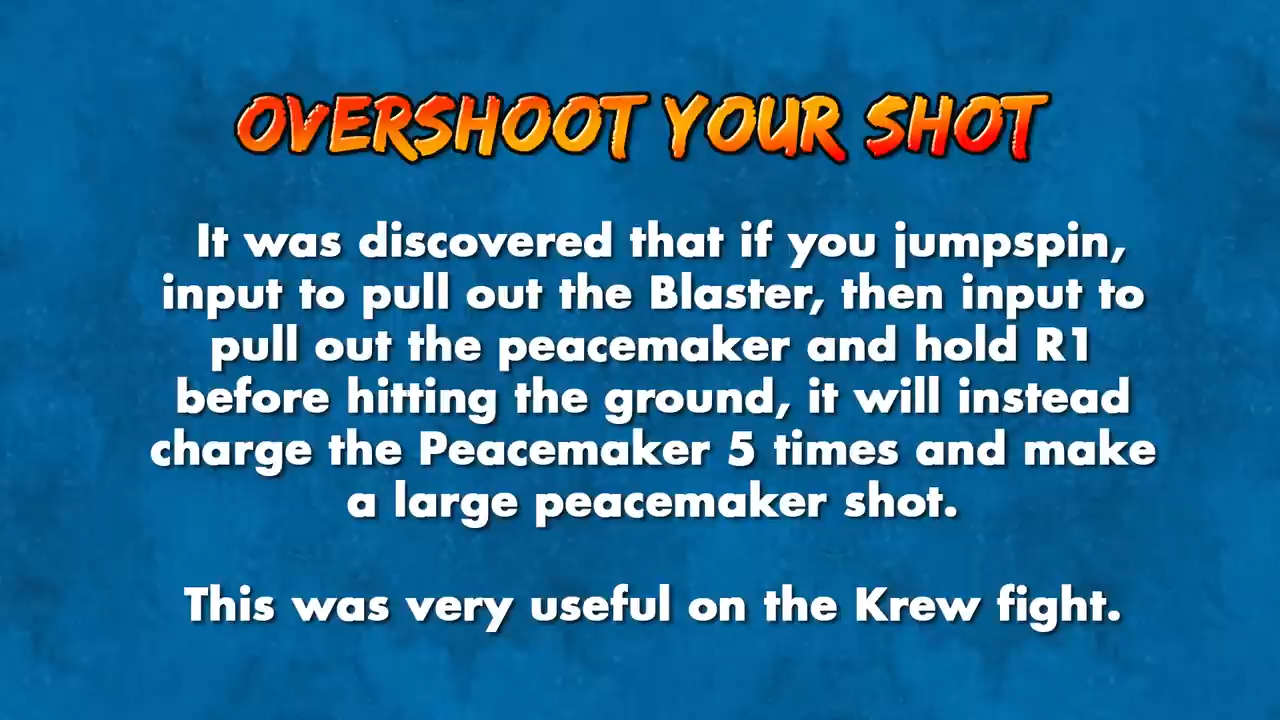 OVERSHOOT YOUR SHOT
It was discovered that if you jumpspin,
input to pull out the Blaster, then input to
pull out the peacemaker and hold R1
before hitting the ground, it will instead
charge the Peacemaker 5 times and make
a large peacemaker shot.
This was very useful on the Krew fight.